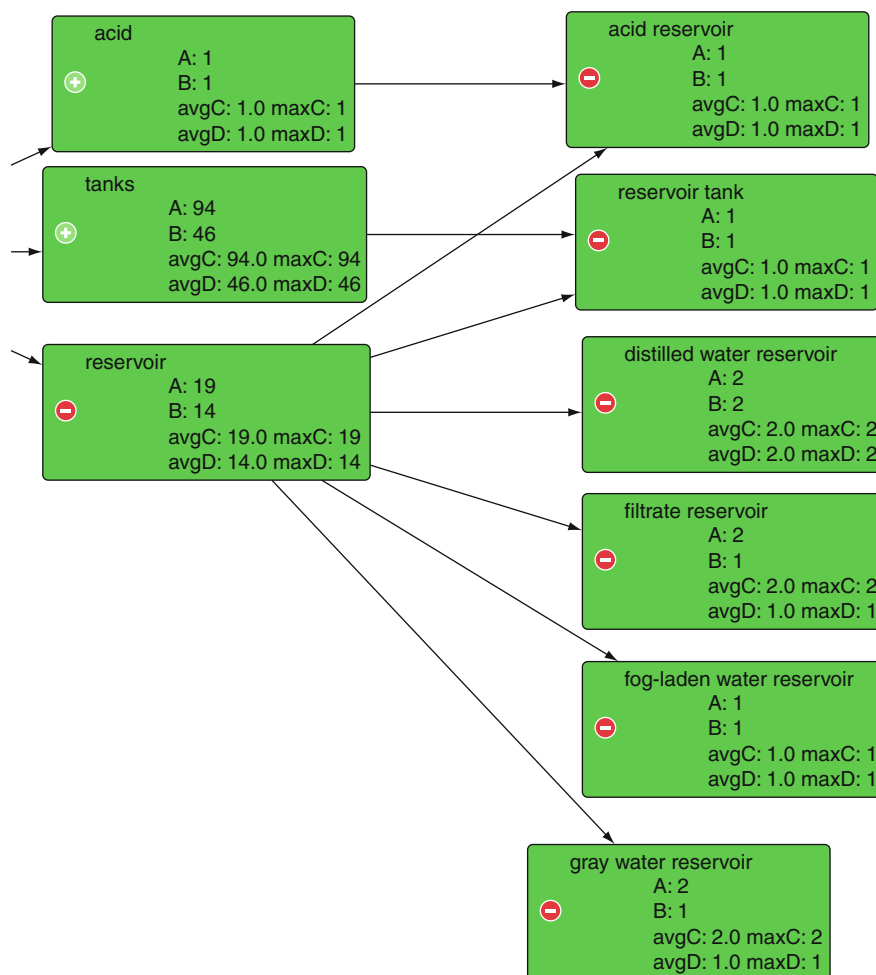 acid
A: 1
B: 1
avgC: 1.0 maxC: 1
avgD: 1.0 maxD: 1
tanks
A: 94
B: 46
avgC: 94.0 maxC: 94
avgD: 46.0 maxD: 46
reservoir
A: 19
B: 14
avgC: 19.0 maxC: 19
avgD: 14.0 maxD: 14
acid reservoir
A: 1
B: 1
avgC: 1.0 maxC: 1
avgD: 1.0 maxD: 1
reservoir tank
A: 1
B: 1
avgC: 1.0 maxC: 1
avgD: 1.0 maxD: 1
distilled water reservoir
A: 2
B: 2
avgC: 2.0 maxC: 2
avgD: 2.0 maxD: 2
filtrate reservoir
A: 2
B: 1
avgC: 2.0 maxC: 2
avgD: 1.0 maxD: 1
fog-laden water reservoir
A: 1
B: 1
avgC: 1.0 maxC: 1
avgD: 1.0 maxD: 1
gray water reservoir
A: 2
B: 1
avgC: 2.0 maxC: 2
avgD: 1.0 maxD: 1